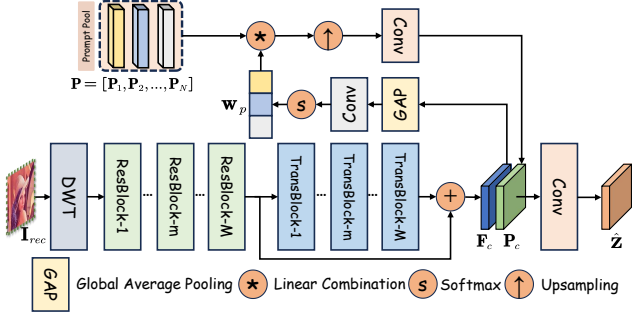 Prompt Pool
P = [P1, P2, ..., PN]
*
↑
Conv
wp
s
Conv
GAP
Irec
DWT
ResBlock-1
...
ResBlock-m
...
ResBlock-M
TransBlock-1
...
TransBlock-m
...
TransBlock-M
+
Fc
Pc
Conv
Ẑ
GAP
Global Average Pooling
*
Linear Combination
s
Softmax
↑
Upsampling